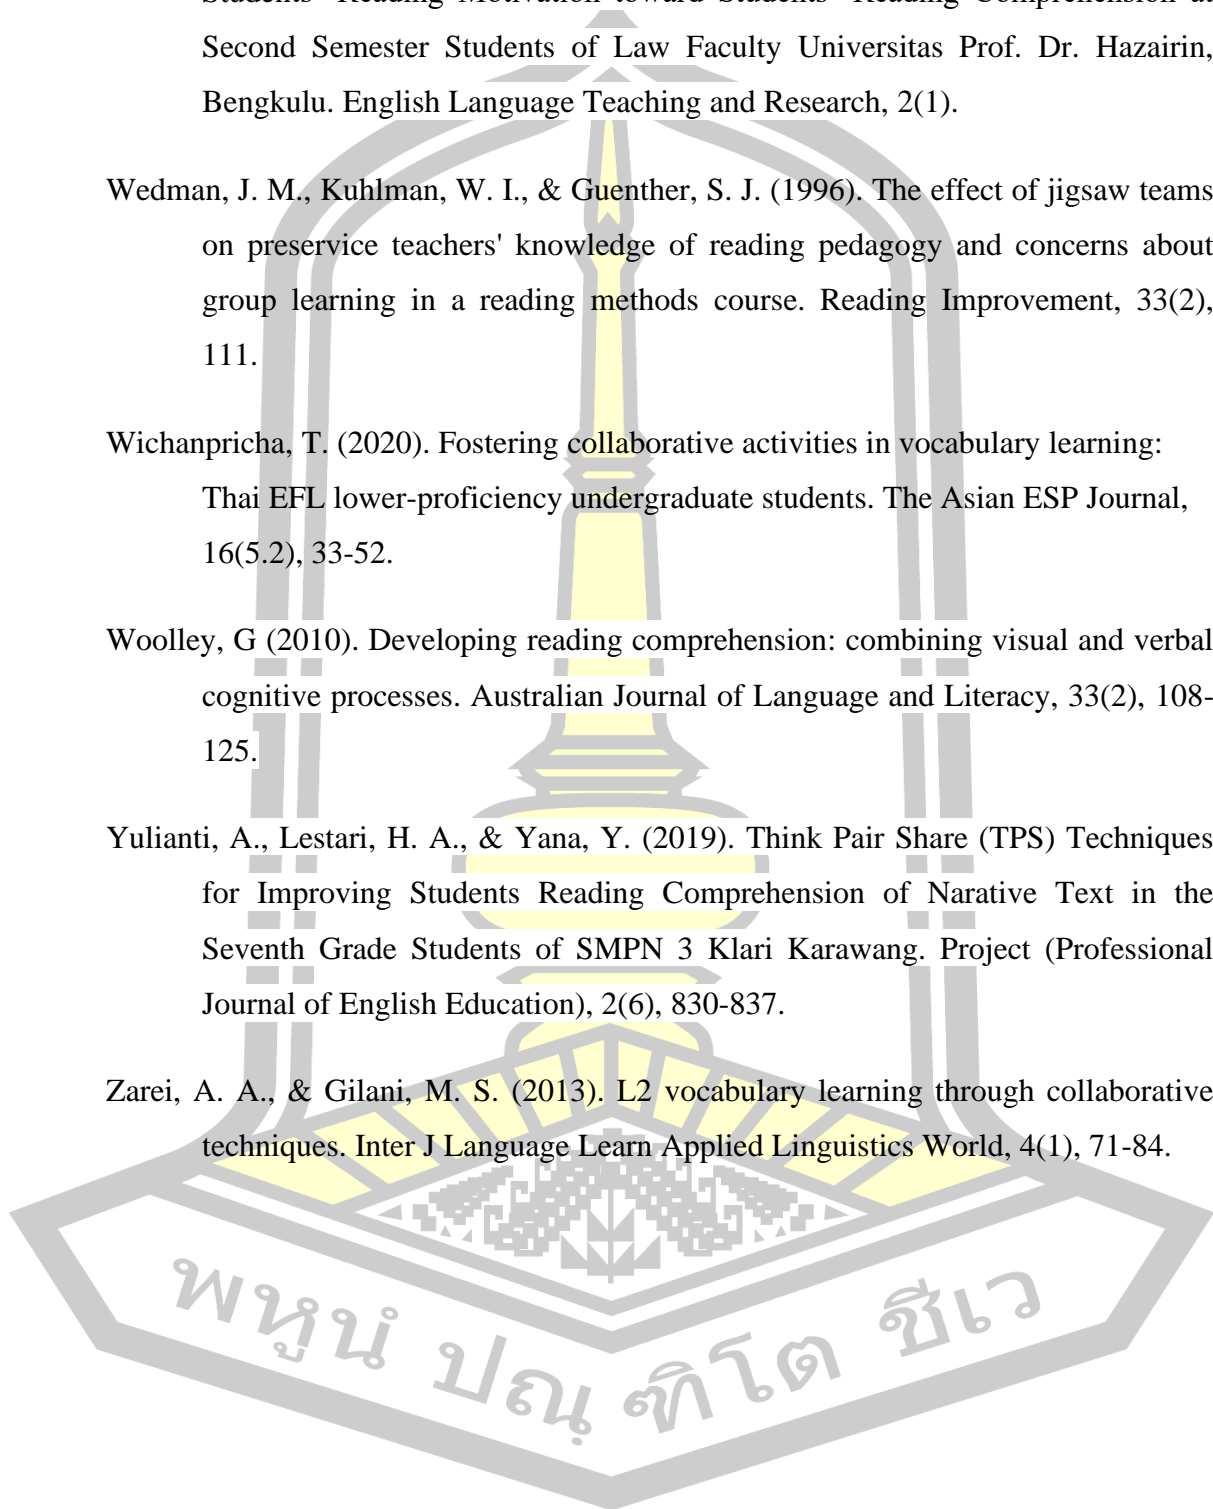 Students' Reading Motivation toward Students' Reading Comprehension at
Second Semester Students of Law Faculty Universitas Prof. Dr. Hazairin,
Bengkulu. English Language Teaching and Research, 2(1).
Wedman, J. M., Kuhlman, W. I., & Guenther, S. J. (1996). The effect of jigsaw teams
on preservice teachers' knowledge of reading pedagogy and concerns about
group learning in a reading methods course. Reading Improvement, 33(2),
111.
Wichanpricha, T. (2020). Fostering collaborative activities in vocabulary learning:
Thai EFL lower-proficiency undergraduate students. The Asian ESP Journal,
16(5.2), 33-52.
Woolley, G (2010). Developing reading comprehension: combining visual and verbal
cognitive processes. Australian Journal of Language and Literacy, 33(2), 108-
125.
Yulianti, A., Lestari, H. A., & Yana, Y. (2019). Think Pair Share (TPS) Techniques
for Improving Students Reading Comprehension of Narative Text in the
Seventh Grade Students of SMPN 3 Klari Karawang. Project (Professional
Journal of English Education), 2(6), 830-837.
Zarei, A. A., & Gilani, M. S. (2013). L2 vocabulary learning through collaborative
techniques. Inter J Language Learn Applied Linguistics World, 4(1), 71-84.
พหูนํ ปณฺฑิโต ชีเว